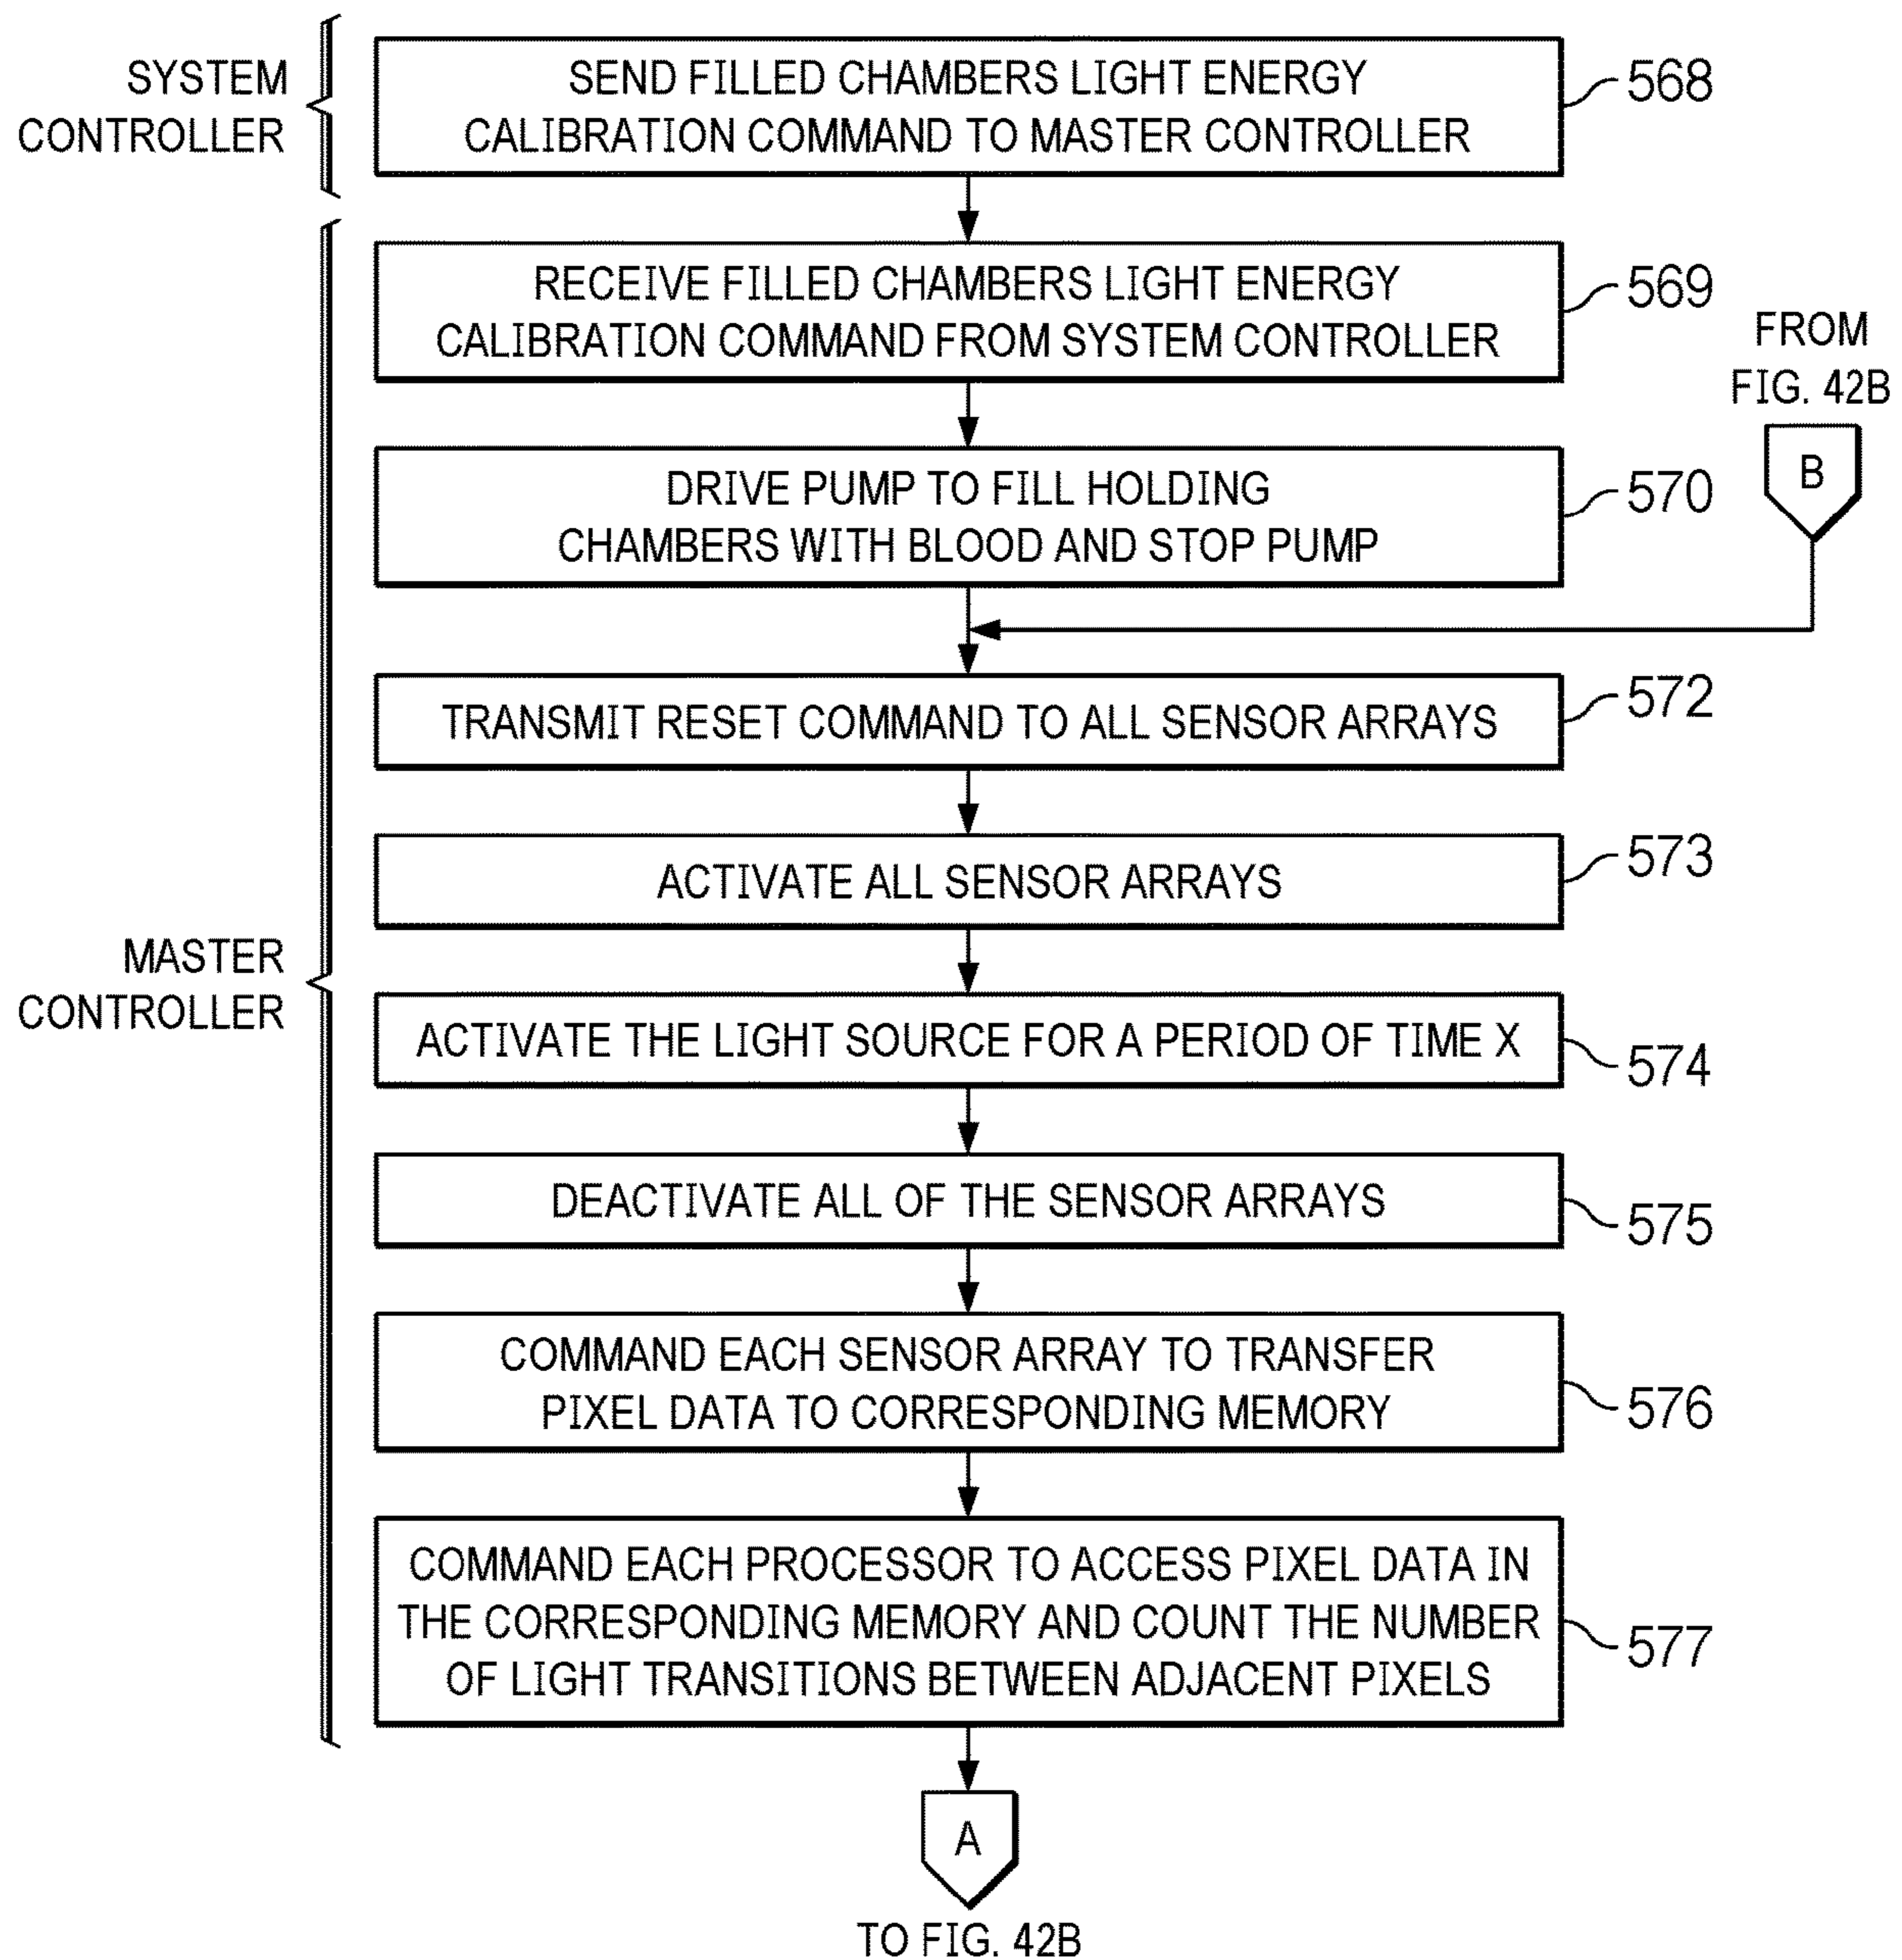 SYSTEM
CONTROLLER
SEND FILLED CHAMBERS LIGHT ENERGY
CALIBRATION COMMAND TO MASTER CONTROLLER
568
RECEIVE FILLED CHAMBERS LIGHT ENERGY
CALIBRATION COMMAND FROM SYSTEM CONTROLLER
569
FROM
FIG. 42B
B
DRIVE PUMP TO FILL HOLDING
CHAMBERS WITH BLOOD AND STOP PUMP
570
TRANSMIT RESET COMMAND TO ALL SENSOR ARRAYS
572
ACTIVATE ALL SENSOR ARRAYS
573
MASTER
CONTROLLER
ACTIVATE THE LIGHT SOURCE FOR A PERIOD OF TIME X
574
DEACTIVATE ALL OF THE SENSOR ARRAYS
575
COMMAND EACH SENSOR ARRAY TO TRANSFER
PIXEL DATA TO CORRESPONDING MEMORY
576
COMMAND EACH PROCESSOR TO ACCESS PIXEL DATA IN
THE CORRESPONDING MEMORY AND COUNT THE NUMBER
OF LIGHT TRANSITIONS BETWEEN ADJACENT PIXELS
577
A
TO FIG. 42B